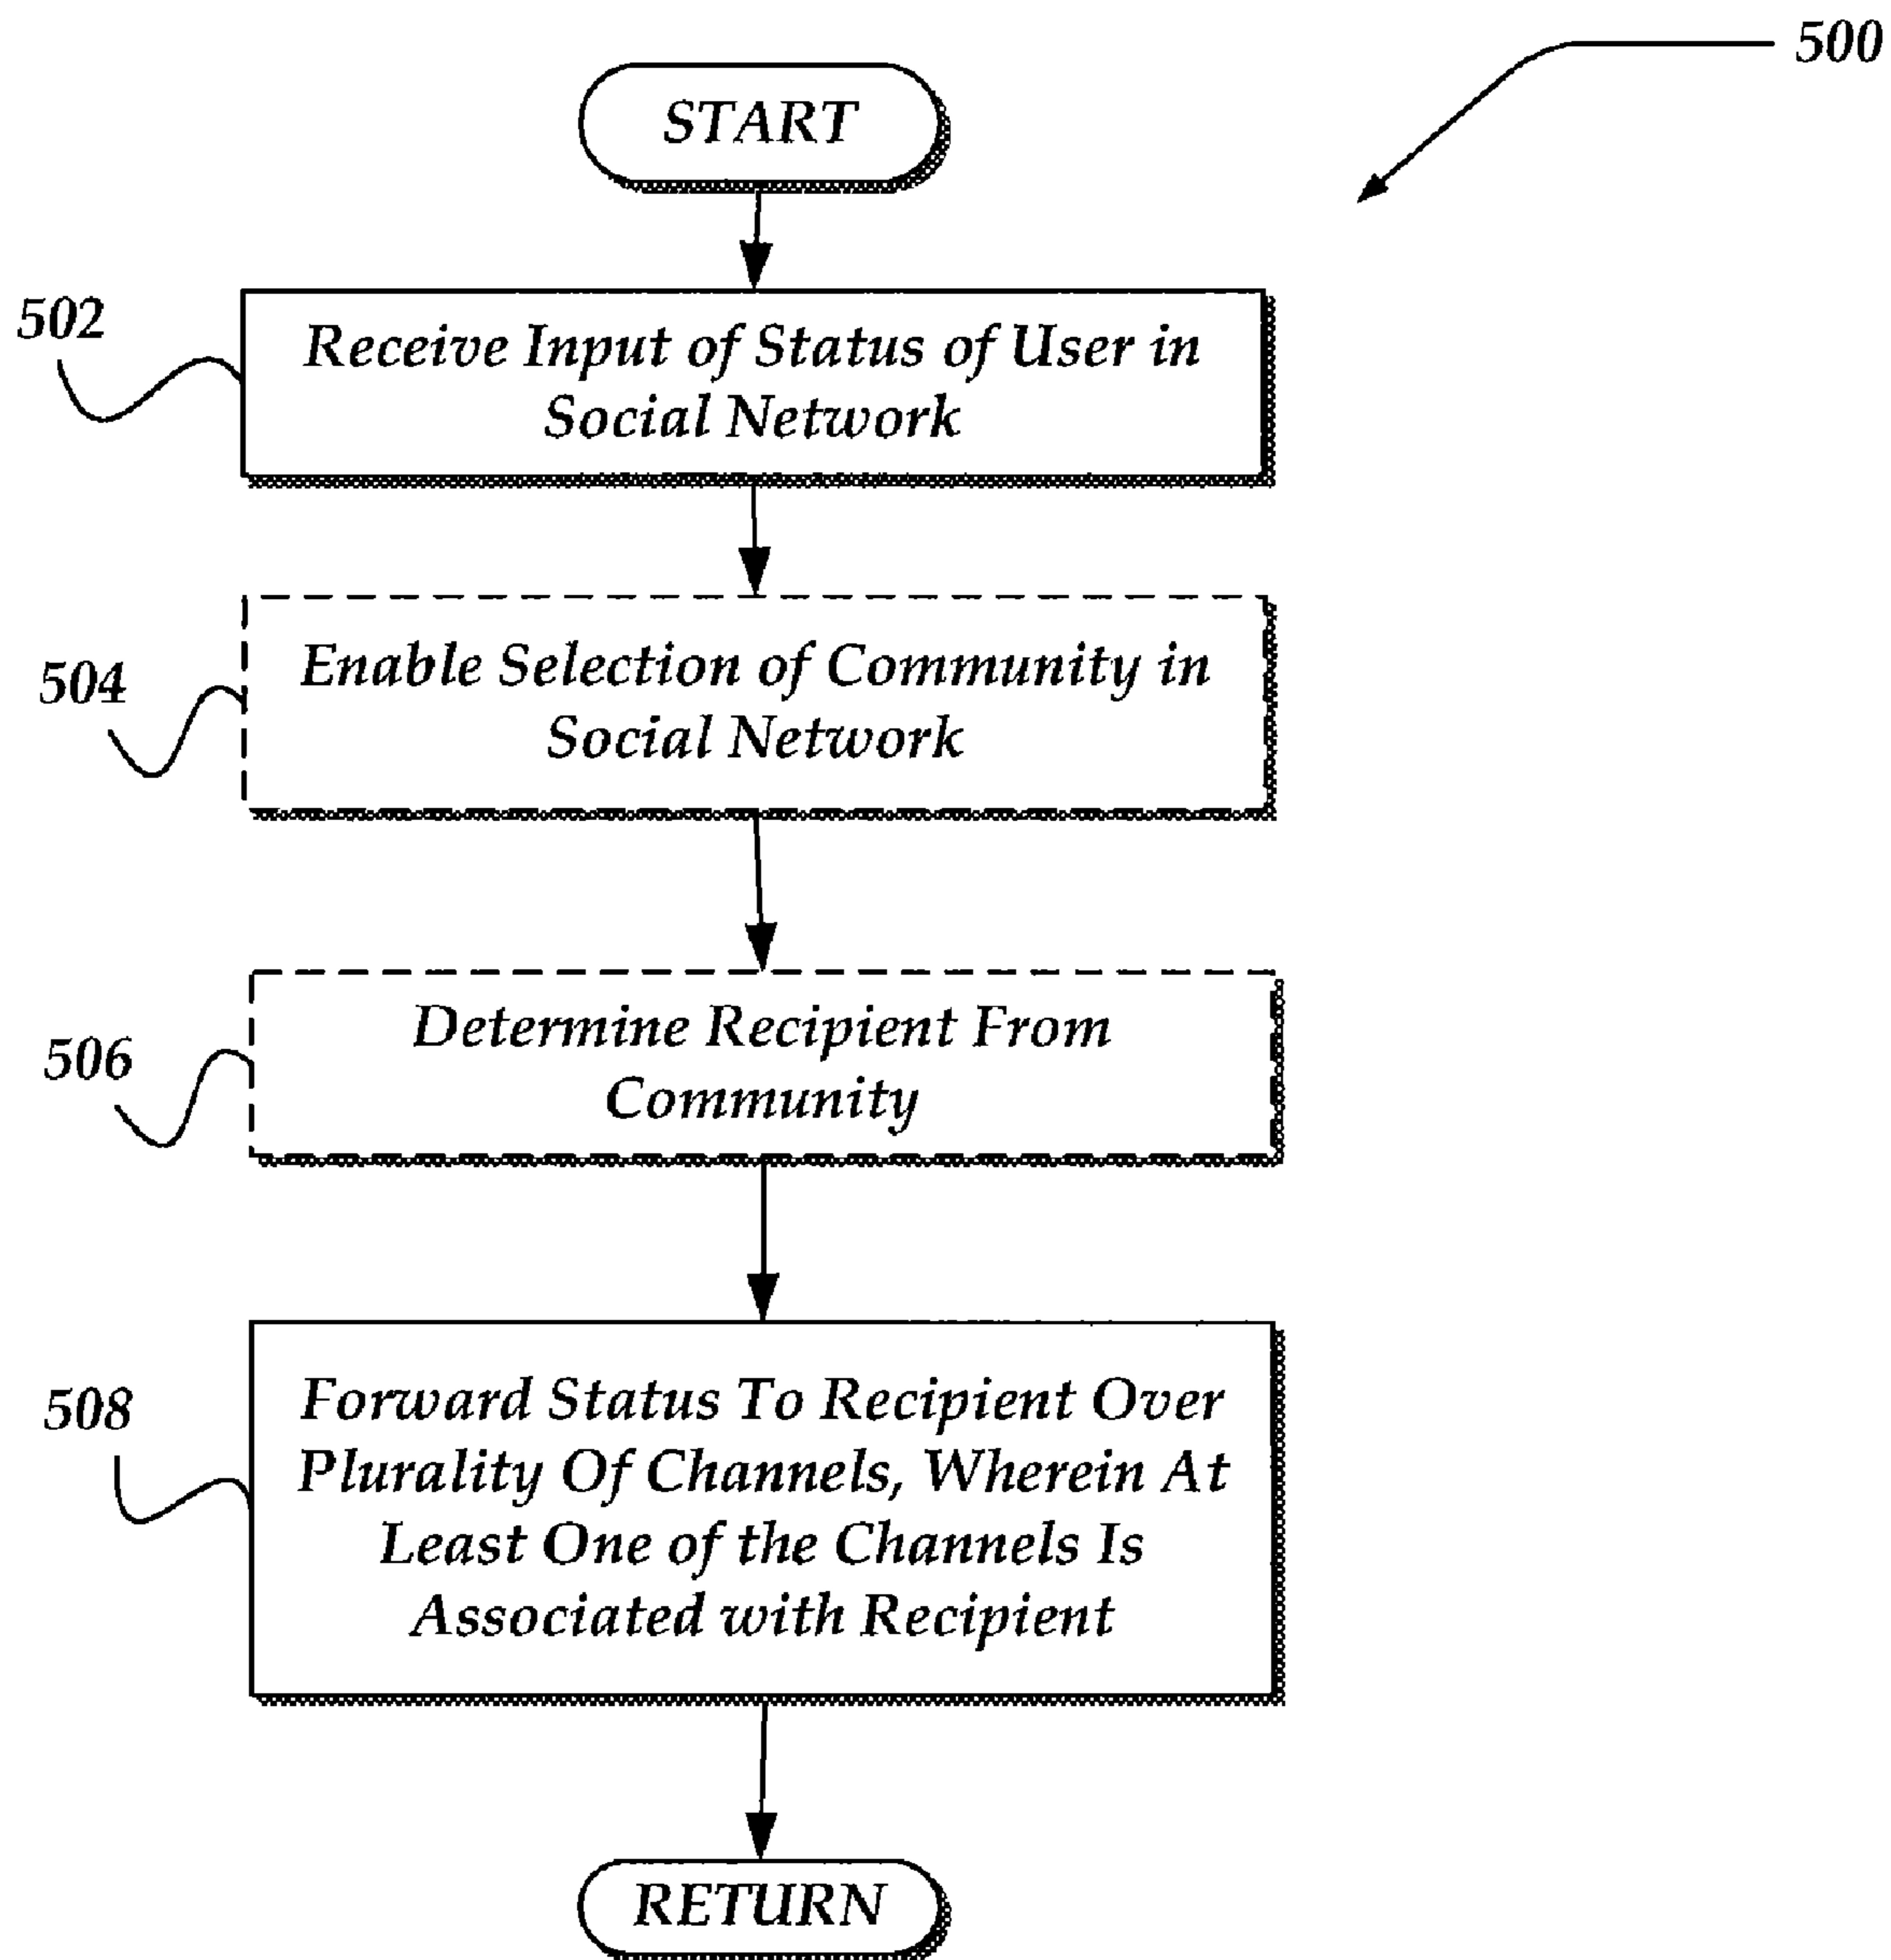 500
START
502
Receive Input of Status of User in
Social Network
504
Enable Selection of Community in
Social Network
506
Determine Recipient From
Community
508
Forward Status To Recipient Over
Plurality Of Channels, Wherein At
Least One of the Channels Is
Associated with Recipient
RETURN